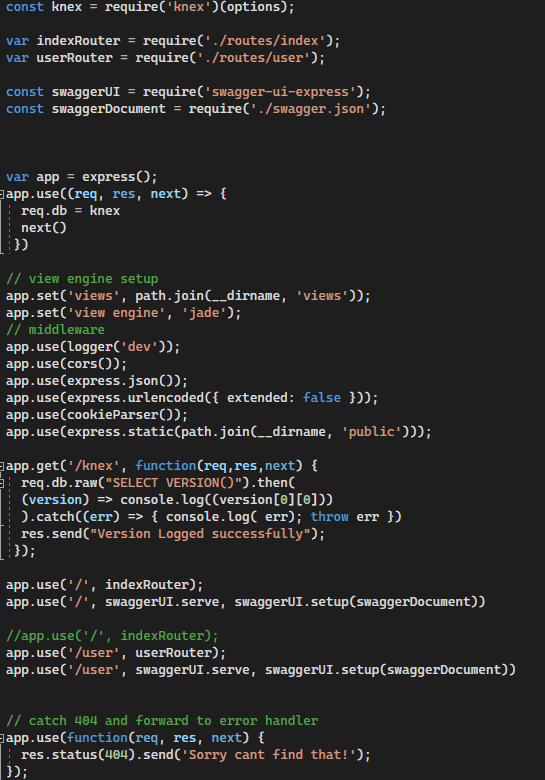 const knex = require('knex')(options);
var indexRouter = require('./routes/index');
var userRouter = require('./routes/user');
const swaggerUI = require('swagger-ui-express');
const swaggerDocument = require('./swagger.json');
var app = express();
app.use((req, res, next) => {
req.db = knex
next()
})
// view engine setup
app.set('views', path.join(__dirname, 'views'));
app.set('view engine', 'jade');
// middleware
app.use(logger('dev'));
app.use(cors());
app.use(express.json());
app.use(express.urlencoded({ extended: false }));
app.use(cookieParser());
app.use(express.static(path.join(__dirname, 'public')));
app.get('/knex', function(req,res,next) {
req.db.raw("SELECT VERSION()").then(
(version) => console.log((version[0][0]))
).catch((err) => { console.log( err); throw err })
res.send("Version Logged successfully");
});
app.use('/', indexRouter);
app.use('/', swaggerUI.serve, swaggerUI.setup(swaggerDocument))
//app.use('/', indexRouter);
app.use('/user', userRouter);
app.use('/user', swaggerUI.serve, swaggerUI.setup(swaggerDocument))
// catch 404 and forward to error handler
app.use(function(req, res, next) {
res.status(404).send('Sorry cant find that!');
});